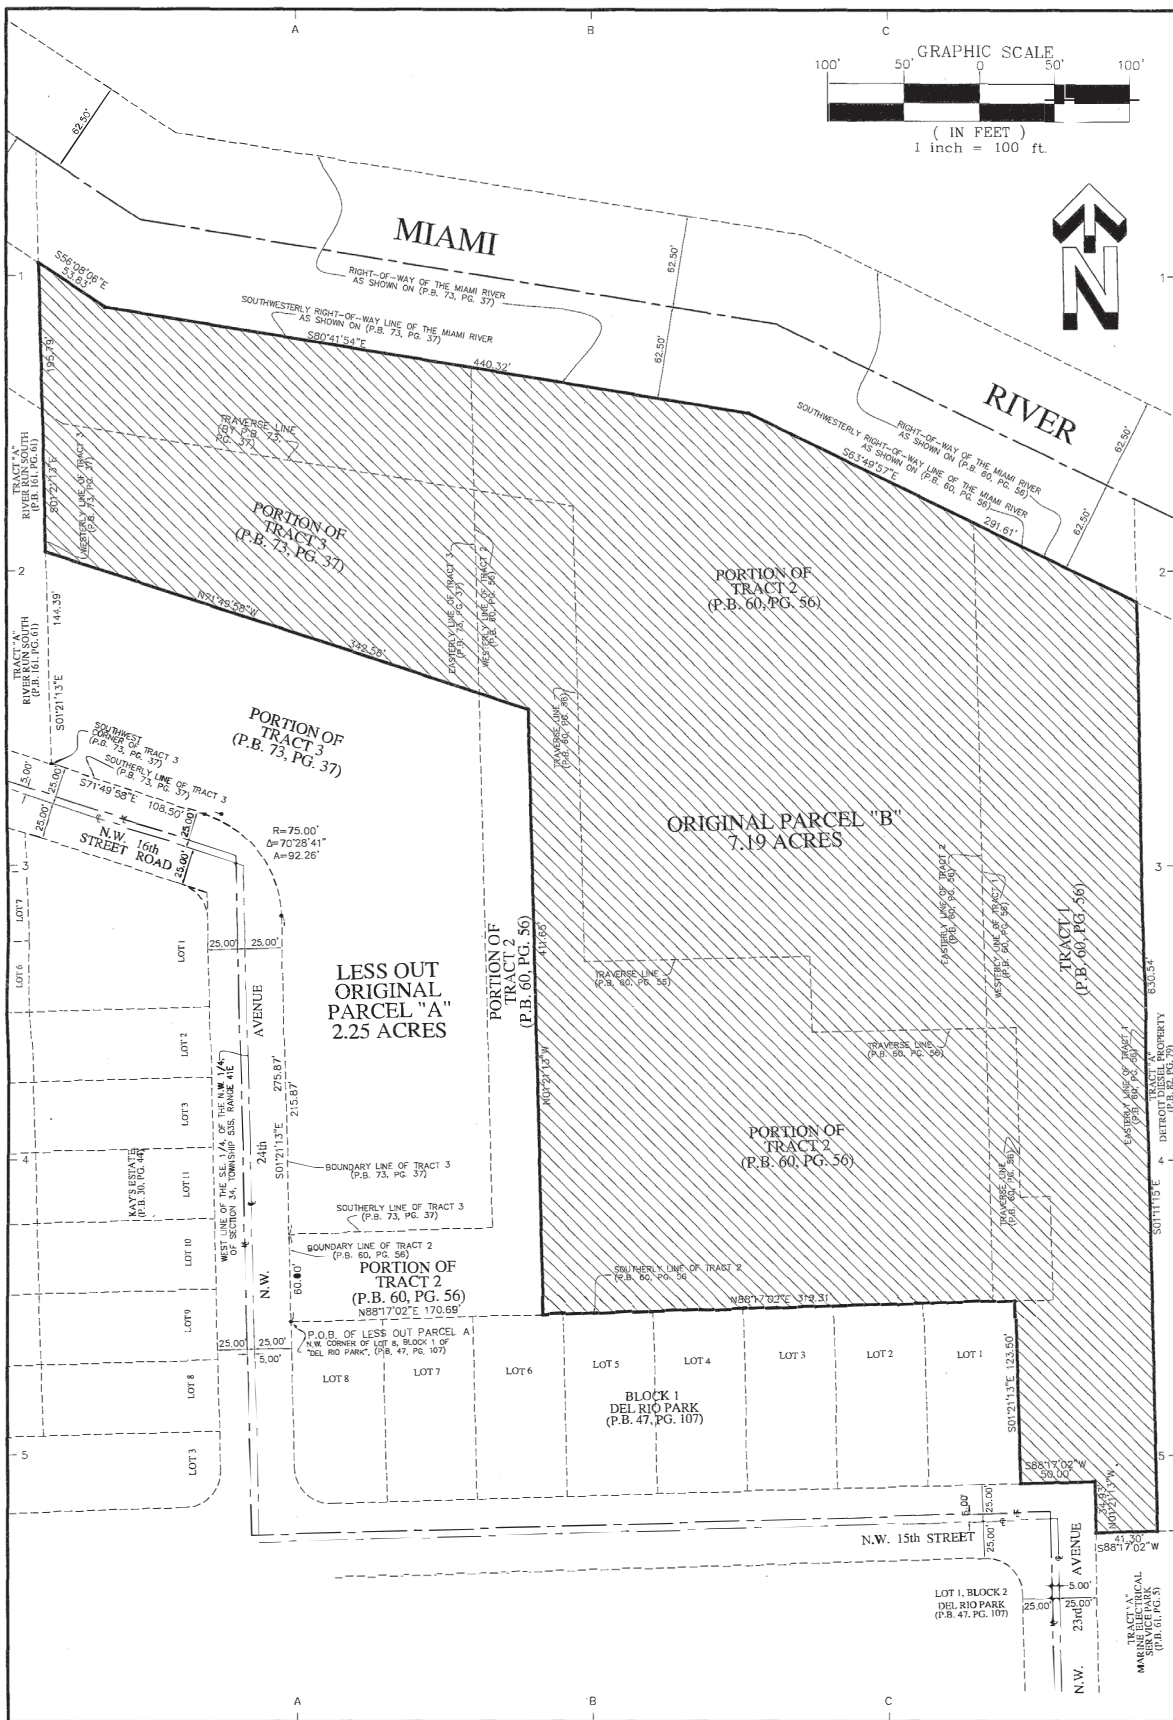 A
B
C
GRAPHIC SCALE
100'
50'
0
50'
100'
( IN FEET )
1 inch = 100 ft.
N
62.50'
MIAMI
RIGHT-OF-WAY OF THE MIAMI RIVER
AS SHOWN ON (P.B. 73, PG. 37)
62.50'
62.50'
1
1
S56°08'06"E
53.83'
SOUTHWESTERLY RIGHT-OF-WAY LINE OF THE MIAMI RIVER
AS SHOWN ON (P.B. 73, PG. 37)
S80°41'54"E
440.32'
RIVER
RIGHT-OF-WAY OF THE MIAMI RIVER
AS SHOWN ON (P.B. 60, PG. 56)
SOUTHWESTERLY RIGHT-OF-WAY LINE OF THE MIAMI RIVER
AS SHOWN ON (P.B. 60, PG. 56)
S63°49'57"E
291.61'
62.50'
62.50'
195.79'
S01°21'13"E
TRACT "A"
RIVER RUN SOUTH
(P.B. 161, PG. 61)
WESTERLY LINE OF TRACT 3
(P.B. 73, PG. 37)
TRAVERSE LINE
(BY P.B. 73,
PG. 37)
PORTION OF
TRACT 3
(P.B. 73, PG. 37)
EASTERLY LINE OF TRACT 3
(P.B. 73, PG. 37)
WESTERLY LINE OF TRACT 2
(P.B. 60, PG. 56)
PORTION OF
TRACT 2
(P.B. 60, PG. 56)
2
2
N71°49'58"W
342.56'
144.39'
S01°21'13"E
TRACT "A"
RIVER RUN SOUTH
(P.B. 161, PG. 61)
SOUTHWEST
CORNER OF TRACT 3
(P.B. 73, PG. 37)
SOUTHERLY LINE OF TRACT 3
(P.B. 73, PG. 37)
S71°49'58"E
108.50'
PORTION OF
TRACT 3
(P.B. 73, PG. 37)
TRAVERSE LINE
(P.B. 60, PG. 56)
5.00'
25.00'
25.00'
25.00'
25.00'
N.W. 16th
STREET ROAD
R=75.00'
Δ=70°28'41"
A=92.26'
ORIGINAL PARCEL "B"
7.19 ACRES
3
3
EASTERLY LINE OF TRACT 2
(P.B. 60, PG. 56)
WESTERLY LINE OF TRACT 1
(P.B. 60, PG. 56)
TRACT 1
(P.B. 60, PG. 56)
630.54'
LOT 7
LOT 6
LOT 1
25.00'
25.00'
LESS OUT
ORIGINAL
PARCEL "A"
2.25 ACRES
PORTION OF
TRACT 2
(P.B. 60, PG. 56)
411.65'
N01°21'13"W
TRAVERSE LINE
(P.B. 60, PG. 56)
TRAVERSE LINE
(P.B. 60, PG. 56)
AVENUE
24th
N.W.
275.87'
215.87'
S01°21'13"E
WEST LINE OF THE S.E. 1/4, OF THE N.W. 1/4,
OF SECTION 34, TOWNSHIP 53S, RANGE 41E
LOT 2
LOT 3
LOT 11
LOT 10
LOT 9
LOT 8
LOT 3
KAY'S ESTATE
(P.B. 30, PG. 44)
EASTERLY LINE OF TRACT 1
(P.B. 60, PG. 56)
TRACT "A"
DETROIT DIESEL PROPERTY
(P.B. 82, PG. 79)
S01°11'15"E
4
4
BOUNDARY LINE OF TRACT 3
(P.B. 73, PG. 37)
PORTION OF
TRACT 2
(P.B. 60, PG. 56)
TRAVERSE LINE
(P.B. 60, PG. 56)
SOUTHERLY LINE OF TRACT 3
(P.B. 73, PG. 37)
BOUNDARY LINE OF TRACT 2
(P.B. 60, PG. 56)
PORTION OF
TRACT 2
(P.B. 60, PG. 56)
N88°17'02"E 170.69'
60.00'
SOUTHERLY LINE OF TRACT 2
(P.B. 60, PG. 56
N88°17'02"E 319.31'
P.O.B. OF LESS OUT PARCEL A
N.W. CORNER OF LOT 8, BLOCK 1 OF
"DEL RIO PARK", (P.B. 47, PG. 107)
25.00'
25.00'
5.00'
LOT 8
LOT 7
LOT 6
LOT 5
LOT 4
LOT 3
LOT 2
LOT 1
BLOCK 1
DEL RIO PARK
(P.B. 47, PG. 107)
S01°21'13"E 123.50'
5
5
S88°17'02"W
50.00'
34.93'
N01°21'13"W
41.30'
S88°17'02"W
N.W. 15th STREET
5.00'
25.00'
25.00'
LOT 1, BLOCK 2
DEL RIO PARK
(P.B. 47, PG. 107)
5.00'
25.00'
25.00'
N.W. 23rd AVENUE
TRACT "A"
MARINE ELECTRICAL
SERVICE PARK
(P.B. 61, PG. 5)
A
B
C